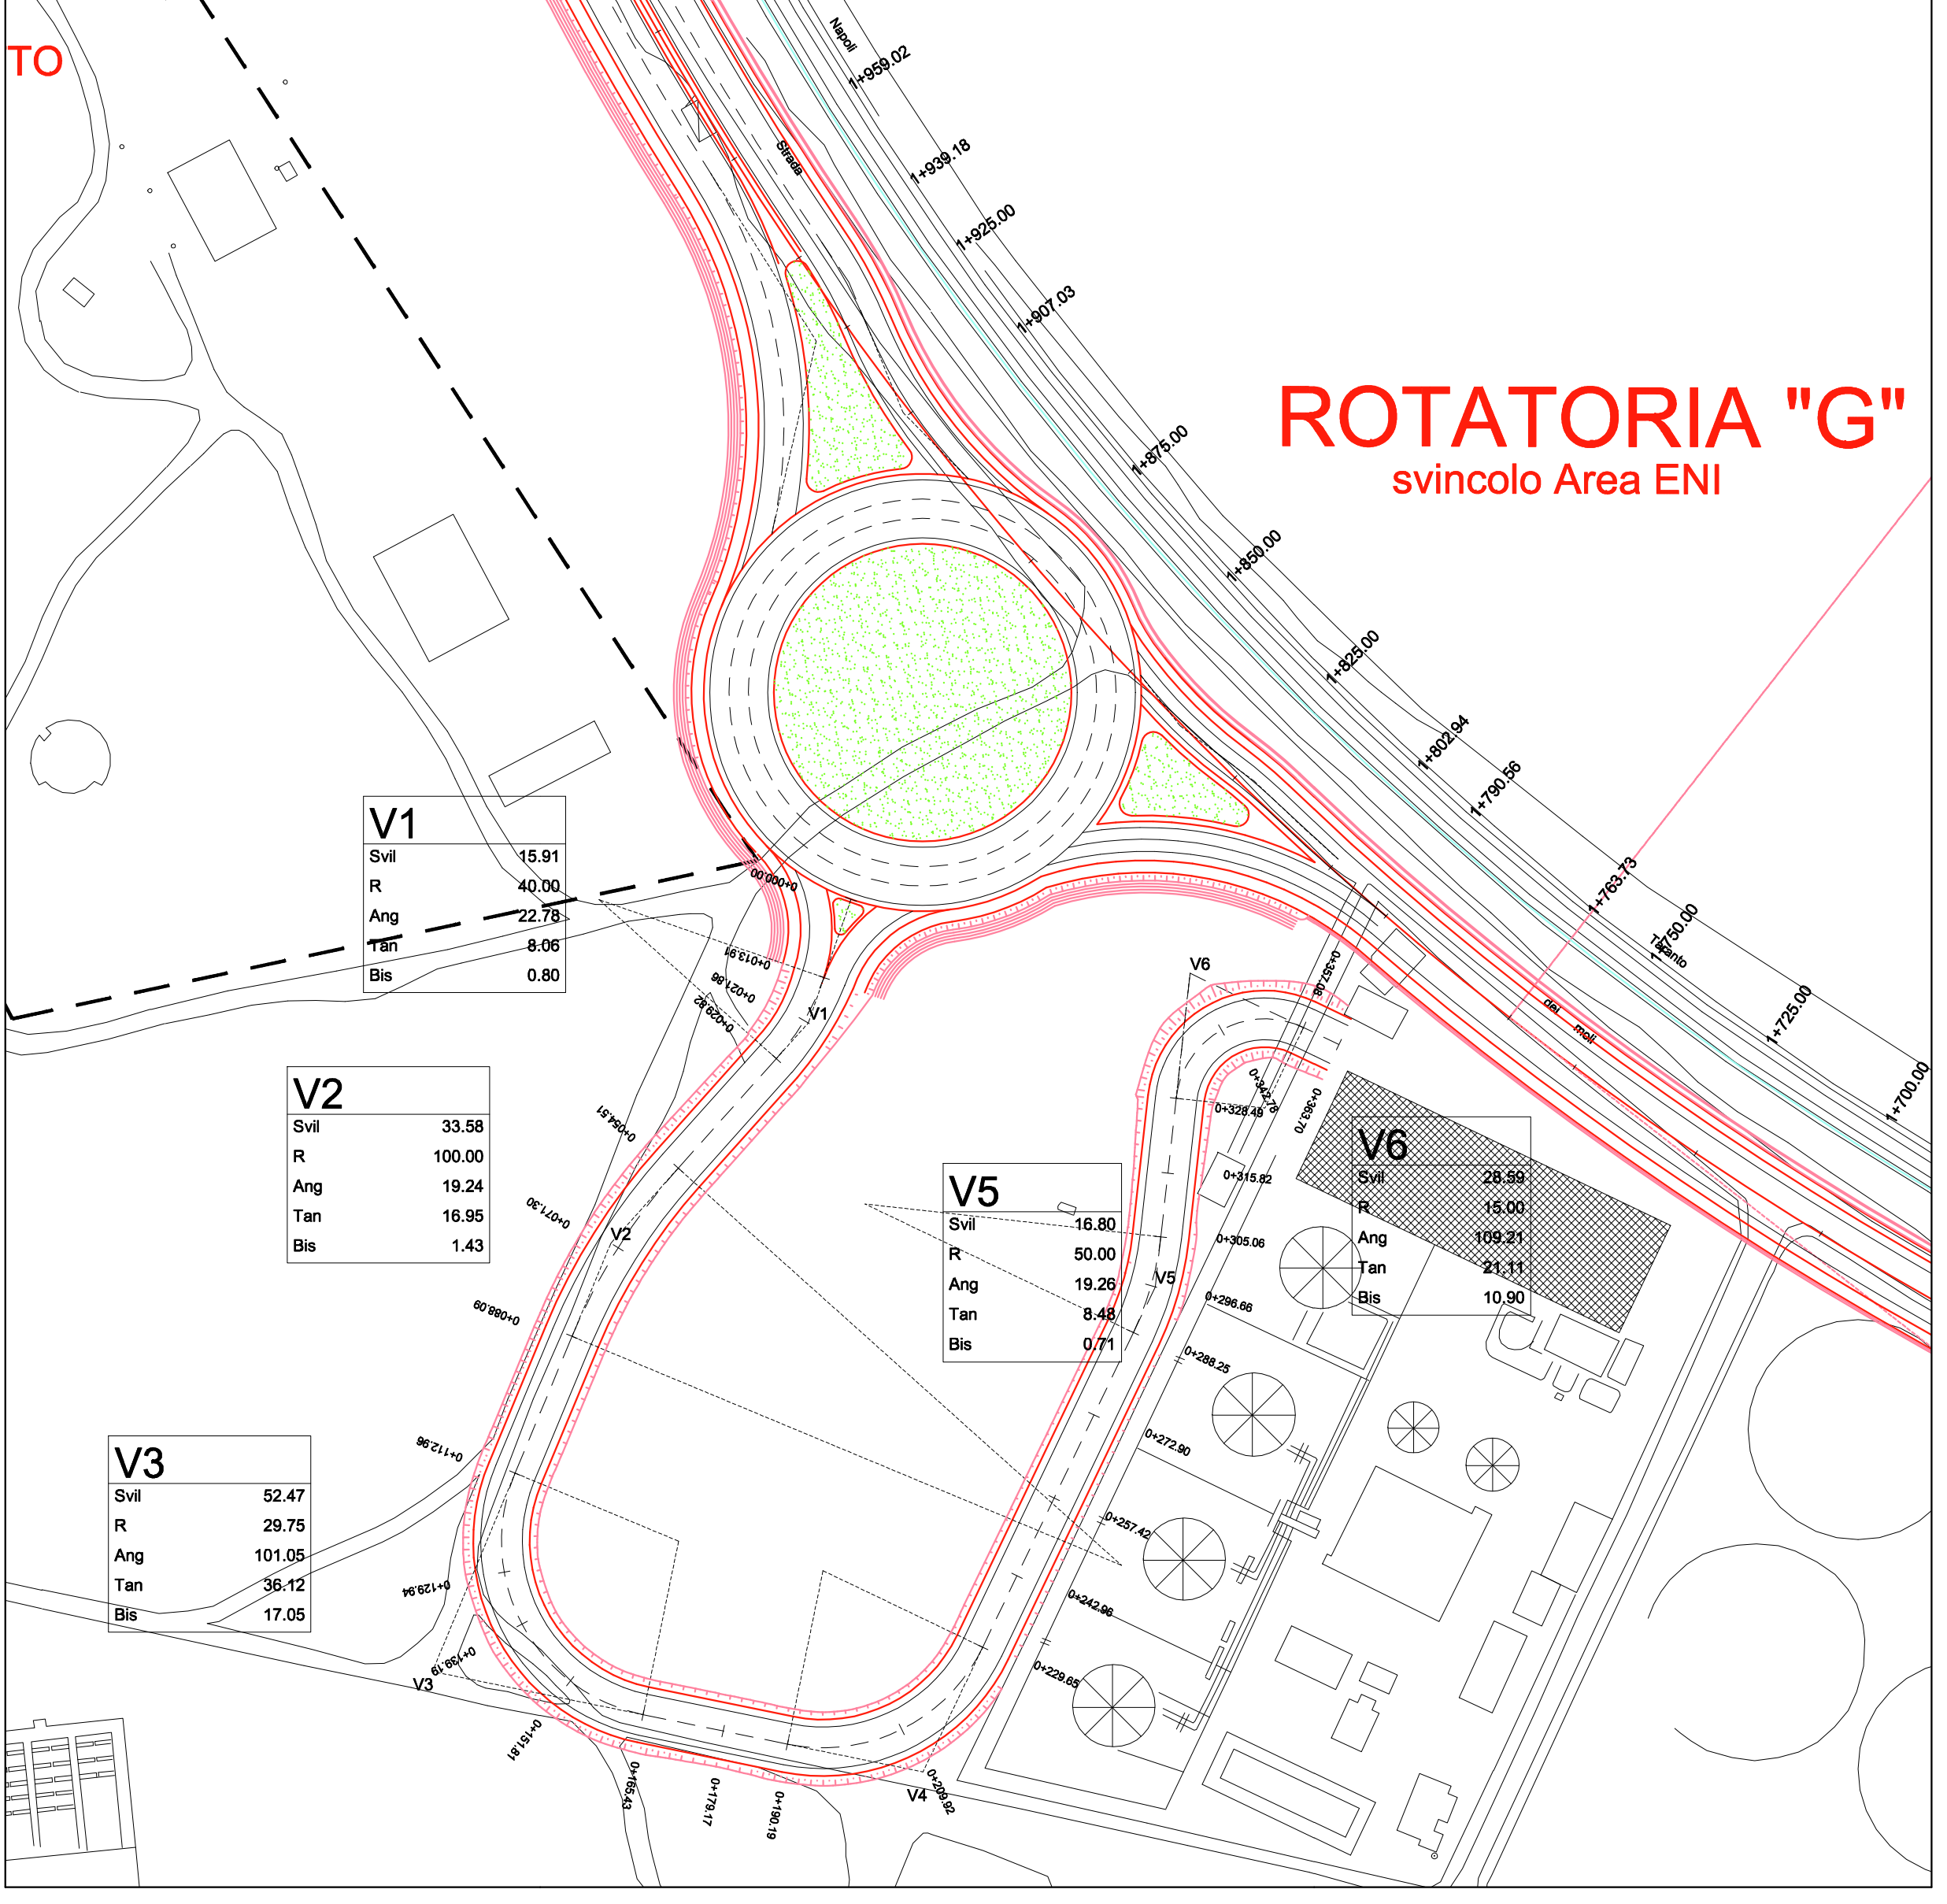 TO
Napoli
1+959.02
Strada
1+939.18
1+925.00
1+907.03
ROTATORIA "G"
svincolo Area ENI
1+875.00
1+850.00
1+825.00
1+802.94
1+790.56
1+763.73
1+750.00
Taranto
1+725.00
1+700.00
dei moli
V1
Svil 15.91
R 40.00
Ang 22.78
Tan 8.06
Bis 0.80
0+000.00
0+013.91
0+021.86
0+029.82
V1
V6
0+357.08
V2
Svil 33.58
R 100.00
Ang 19.24
Tan 16.95
Bis 1.43
0+054.51
0+071.30
V2
0+088.09
0+342.78
0+328.49
0+363.70
0+315.82
0+305.06
V5
0+296.66
0+288.25
V5
Svil 16.80
R 50.00
Ang 19.26
Tan 8.48
Bis 0.71
V6
Svil 28.59
R 15.00
Ang 109.21
Tan 21.11
Bis 10.90
0+272.90
0+257.42
0+242.96
0+229.65
V3
Svil 52.47
R 29.75
Ang 101.05
Tan 36.12
Bis 17.05
0+112.96
0+129.94
0+139.19
V3
0+151.81
0+165.43
0+179.17
0+190.19
V4
0+209.92